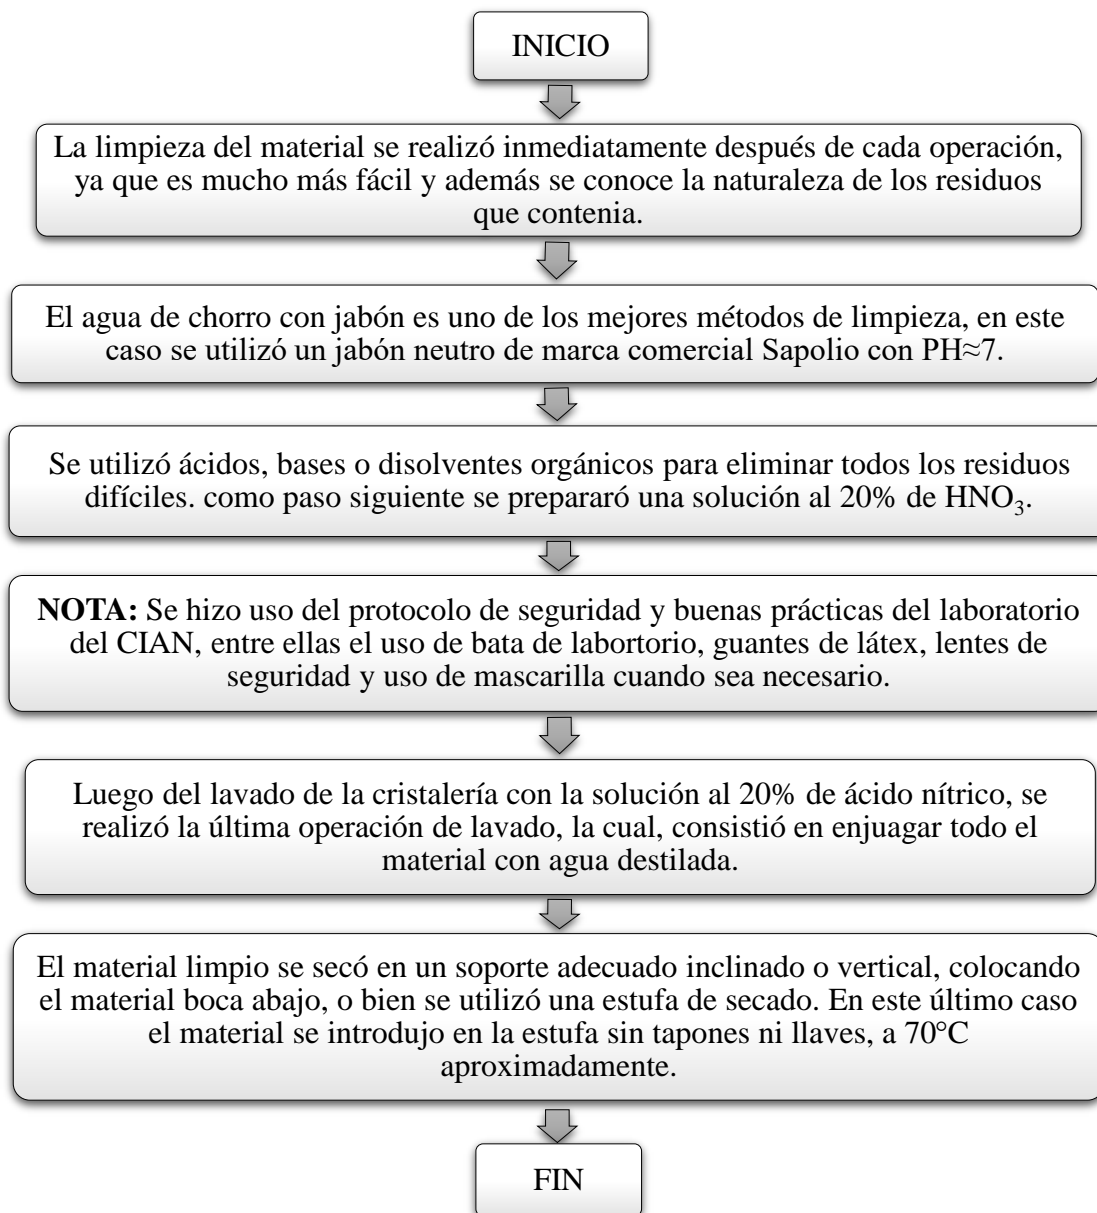 INICIO
La limpieza del material se realizó inmediatamente después de cada operación,
ya que es mucho más fácil y además se conoce la naturaleza de los residuos
que contenia.
El agua de chorro con jabón es uno de los mejores métodos de limpieza, en este
caso se utilizó un jabón neutro de marca comercial Sapolio con PH≈7.
Se utilizó ácidos, bases o disolventes orgánicos para eliminar todos los residuos
difíciles. como paso siguiente se prepararó una solución al 20% de HNO₃.
NOTA: Se hizo uso del protocolo de seguridad y buenas prácticas del laboratorio
del CIAN, entre ellas el uso de bata de labortorio, guantes de látex, lentes de
seguridad y uso de mascarilla cuando sea necesario.
Luego del lavado de la cristalería con la solución al 20% de ácido nítrico, se
realizó la última operación de lavado, la cual, consistió en enjuagar todo el
material con agua destilada.
El material limpio se secó en un soporte adecuado inclinado o vertical, colocando
el material boca abajo, o bien se utilizó una estufa de secado. En este último caso
el material se introdujo en la estufa sin tapones ni llaves, a 70°C
aproximadamente.
FIN